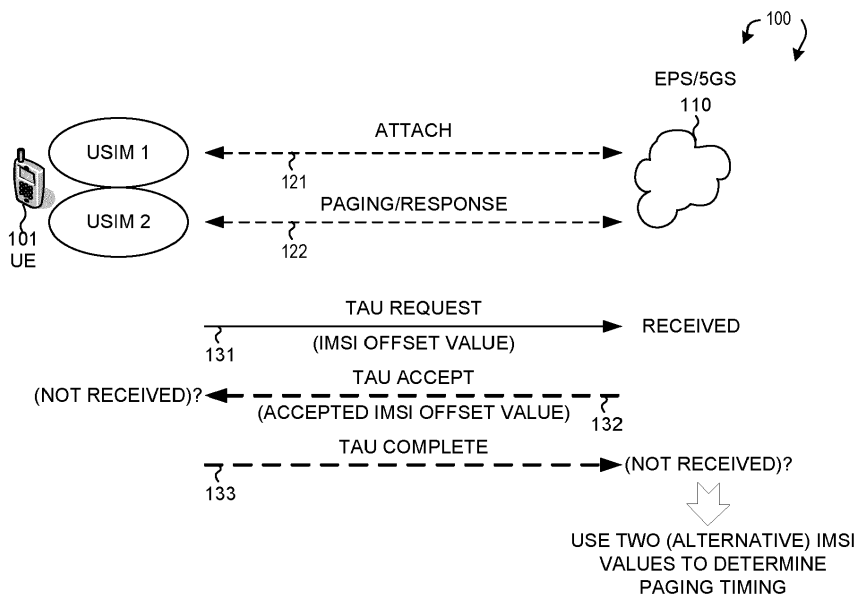 100
EPS/5GS
110
USIM 1
ATTACH
121
USIM 2
PAGING/RESPONSE
122
101
UE
TAU REQUEST
131
(IMSI OFFSET VALUE)
RECEIVED
(NOT RECEIVED)?
TAU ACCEPT
(ACCEPTED IMSI OFFSET VALUE)
132
TAU COMPLETE
133
(NOT RECEIVED)?
USE TWO (ALTERNATIVE) IMSI
VALUES TO DETERMINE
PAGING TIMING